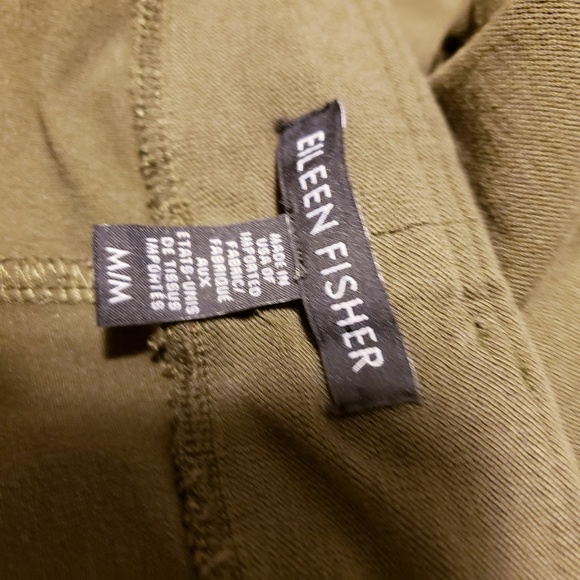 EILEEN FISHER
MADE IN
USA OF
IMPORTED
FABRIC/
FABRIQUÉ
AUX
ÉTATS-UNIS
DE TISSUS
IMPORTÉS
M/M